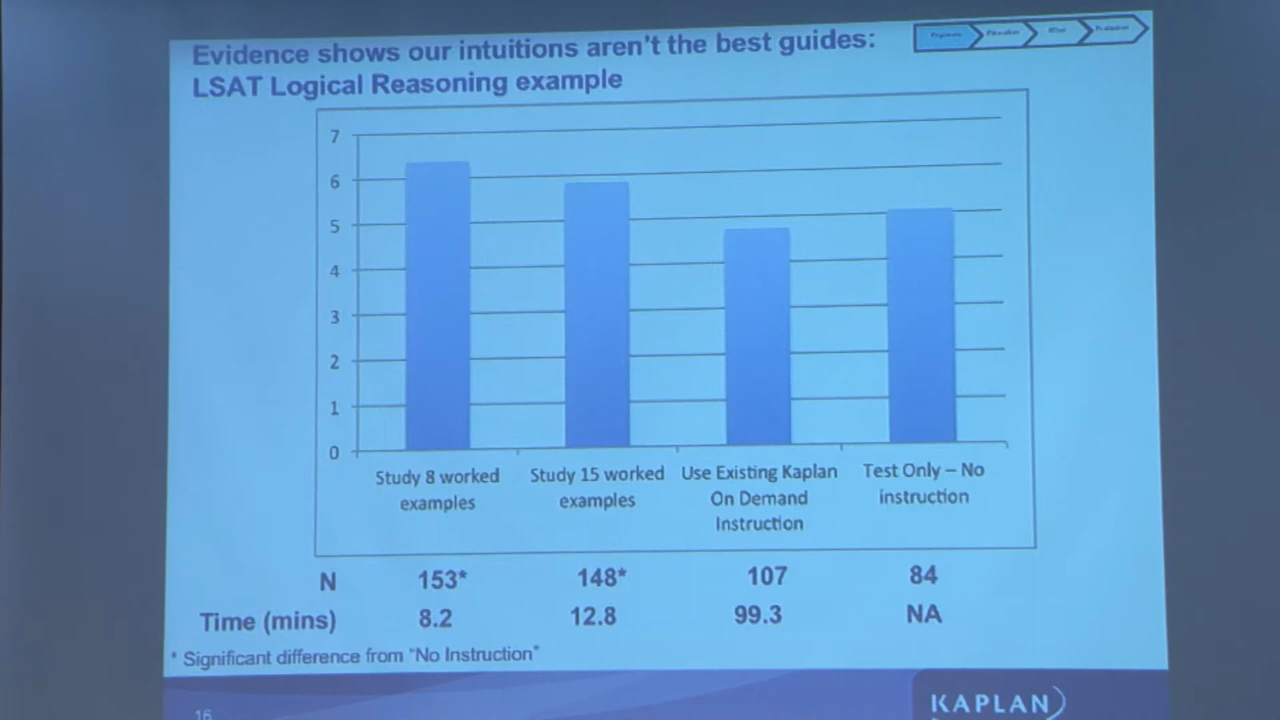 Evidence shows our intuitions aren't the best guides:
LSAT Logical Reasoning example
7
6
5
4
3
2
1
0
Study 8 worked
examples
Study 15 worked
examples
Use Existing Kaplan
On Demand
Instruction
Test Only – No
instruction
N 153* 148* 107 84
Time (mins) 8.2 12.8 99.3 NA
* Significant difference from "No Instruction"
16
KAPLAN